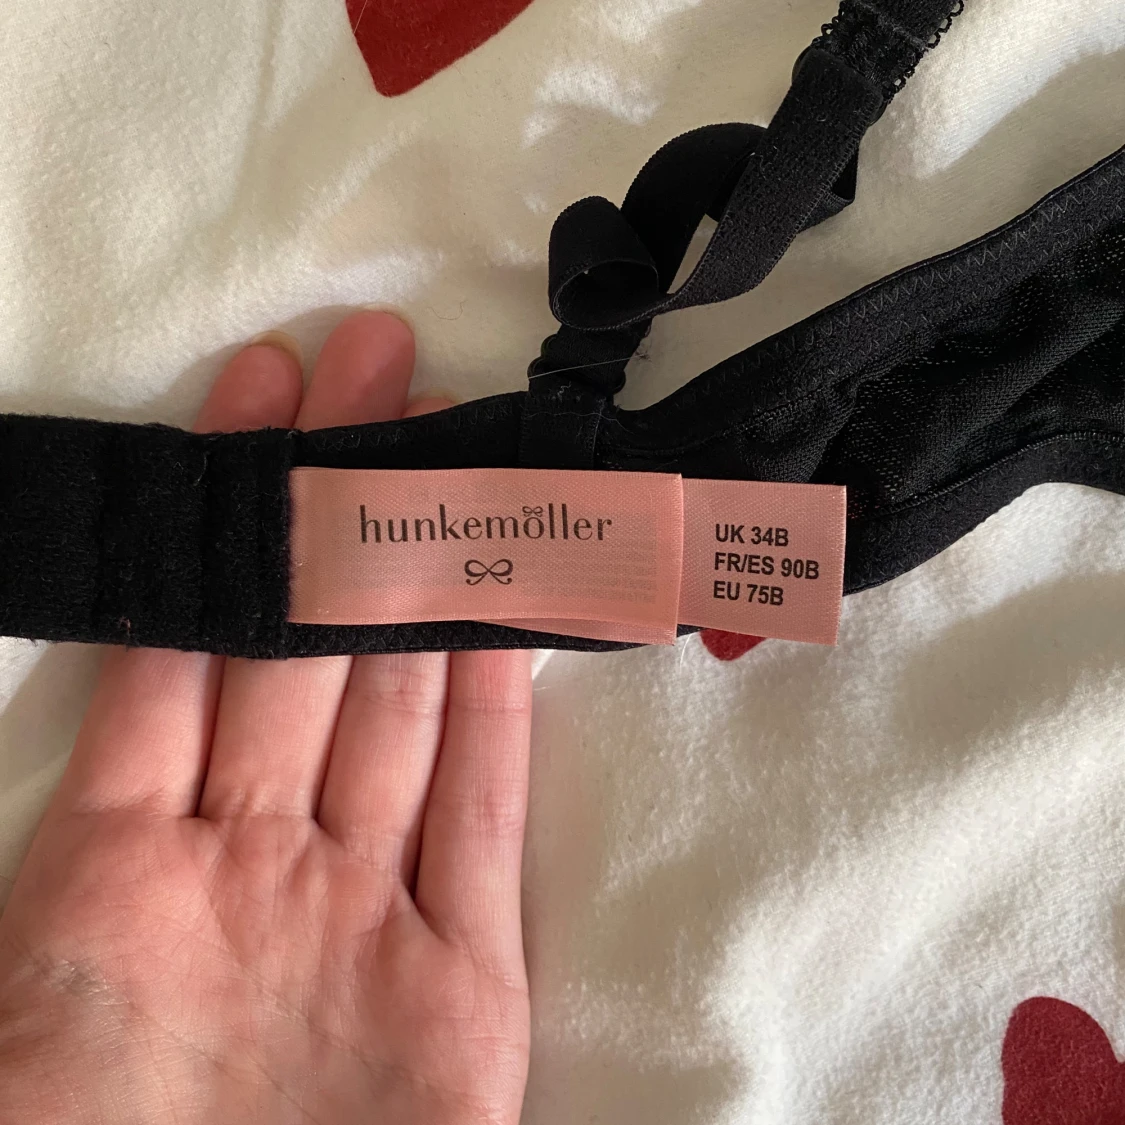 hunkemöller
UK 34B
FR/ES 90B
EU 75B